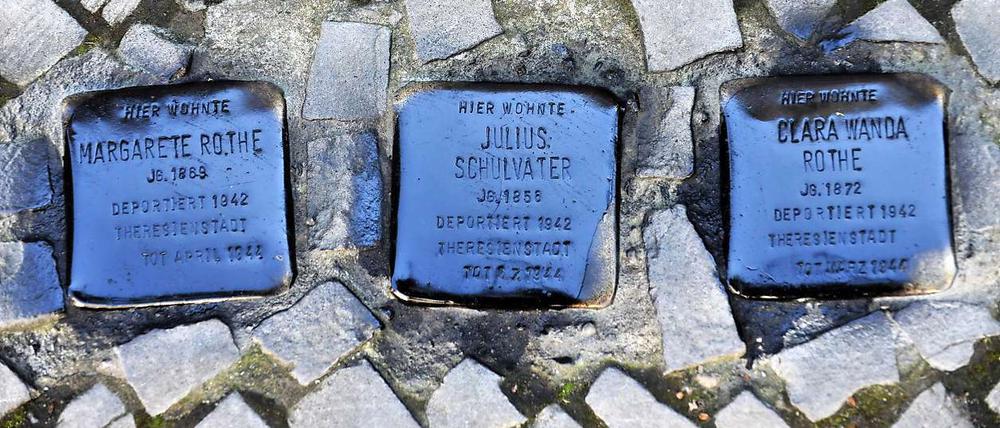 HIER WOHNTE
MARGARETE ROTHE
JG. 1869
DEPORTIERT 1942
THERESIENSTADT
TOT APRIL 1944
HIER WOHNTE
JULIUS
SCHULVATER
JG. 1858
DEPORTIERT 1942
THERESIENSTADT
TOT 1944
HIER WOHNTE
CLARA WANDA
ROTHE
JG. 1872
DEPORTIERT 1942
THERESIENSTADT
TOT MÄRZ 1944